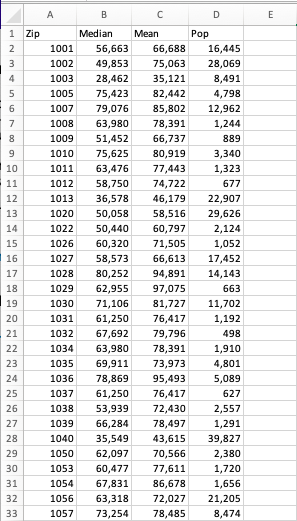 A B C D E
1 Zip Median Mean Pop
2 1001 56,663 66,688 16,445
3 1002 49,853 75,063 28,069
4 1003 28,462 35,121 8,491
5 1005 75,423 82,442 4,798
6 1007 79,076 85,802 12,962
7 1008 63,980 78,391 1,244
8 1009 51,452 66,737 889
9 1010 75,625 80,919 3,340
10 1011 63,476 77,443 1,323
11 1012 58,750 74,722 677
12 1013 36,578 46,179 22,907
13 1020 50,058 58,516 29,626
14 1022 50,440 60,797 2,124
15 1026 60,320 71,505 1,052
16 1027 58,573 66,613 17,452
17 1028 80,252 94,891 14,143
18 1029 62,955 97,075 663
19 1030 71,106 81,727 11,702
20 1031 61,250 76,417 1,192
21 1032 67,692 79,796 498
22 1034 63,980 78,391 1,910
23 1035 69,911 73,973 4,801
24 1036 78,869 95,493 5,089
25 1037 61,250 76,417 627
26 1038 53,939 72,430 2,557
27 1039 66,284 78,497 1,291
28 1040 35,549 43,615 39,827
29 1050 62,097 70,566 2,380
30 1053 60,477 77,611 1,720
31 1054 67,831 86,678 1,656
32 1056 63,318 72,027 21,205
33 1057 73,254 78,485 8,474